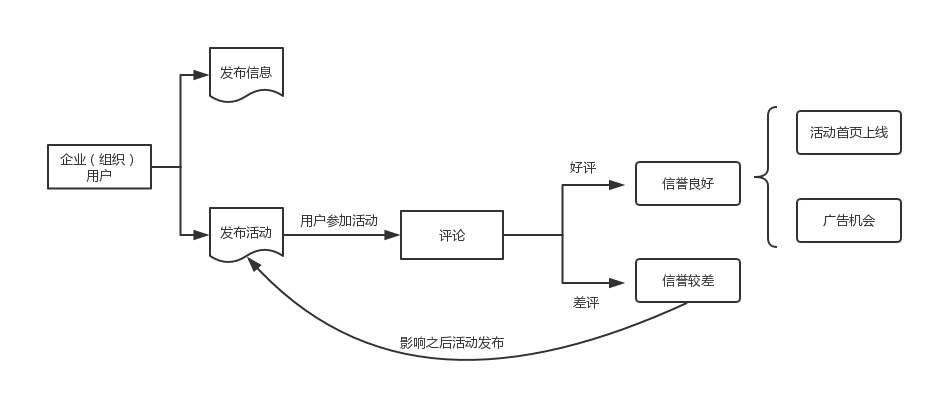 发布信息
企业（组织）
用户
发布活动
用户参加活动
评论
好评
差评
信誉良好
信誉较差
活动首页上线
广告机会
影响之后活动发布